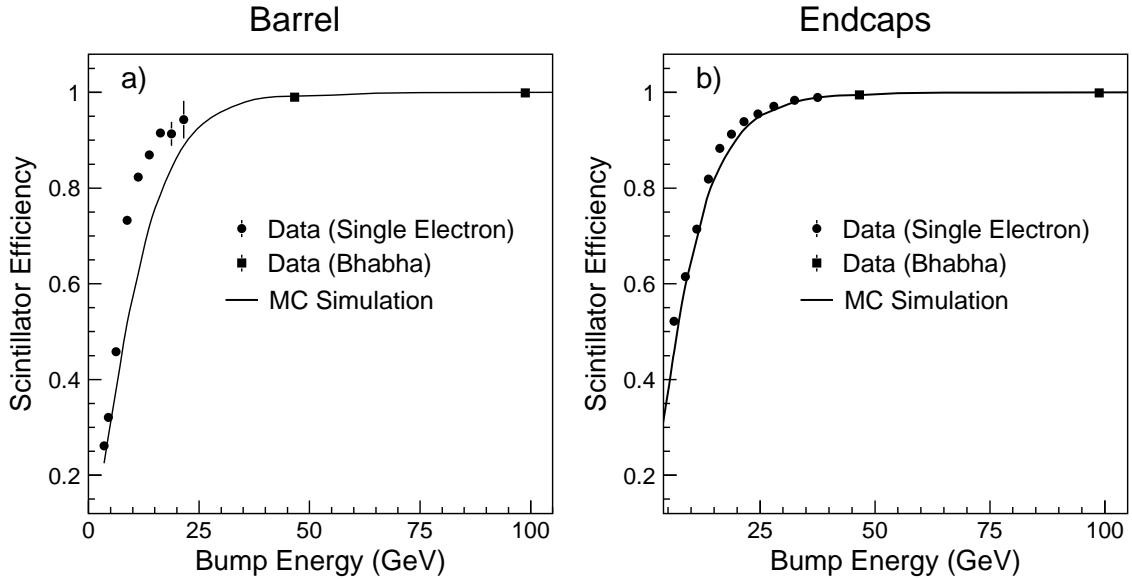 Barrel
a)
Scintillator Efficiency
1
0.8
0.6
0.4
0.2
Data (Single Electron)
Data (Bhabha)
MC Simulation
0 25 50 75 100
Bump Energy (GeV)
Endcaps
b)
Scintillator Efficiency
1
0.8
0.6
0.4
0.2
Data (Single Electron)
Data (Bhabha)
MC Simulation
25 50 75 100
Bump Energy (GeV)